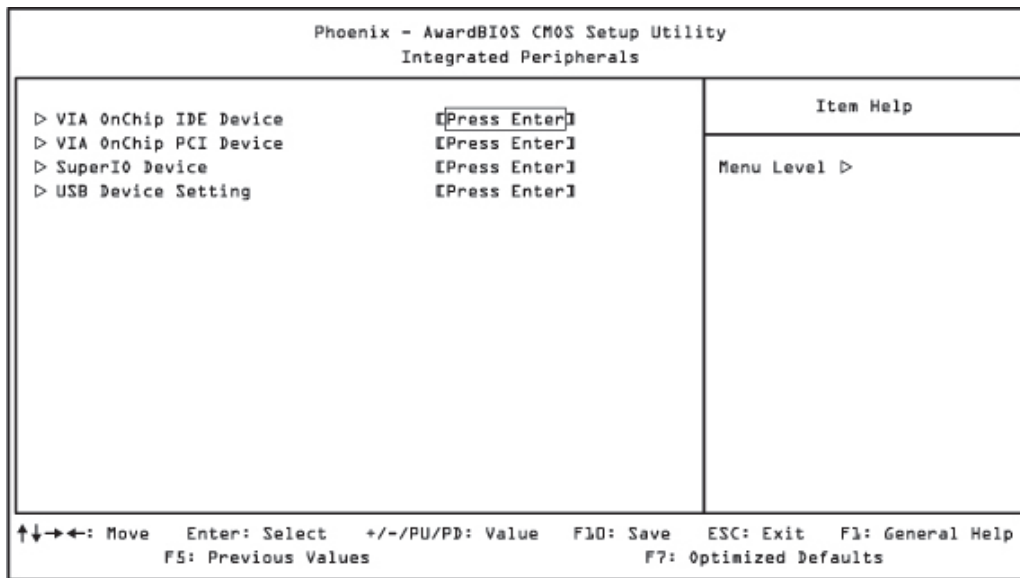 Phoenix - AwardBIOS CMOS Setup Utility
Integrated Peripherals
▷ VIA OnChip IDE Device [Press Enter]
▷ VIA OnChip PCI Device [Press Enter]
▷ SuperIO Device [Press Enter]
▷ USB Device Setting [Press Enter]
Item Help
Menu Level ▷
↑↓→←: Move Enter: Select +/-/PU/PD: Value F10: Save ESC: Exit F1: General Help
F5: Previous Values F7: Optimized Defaults